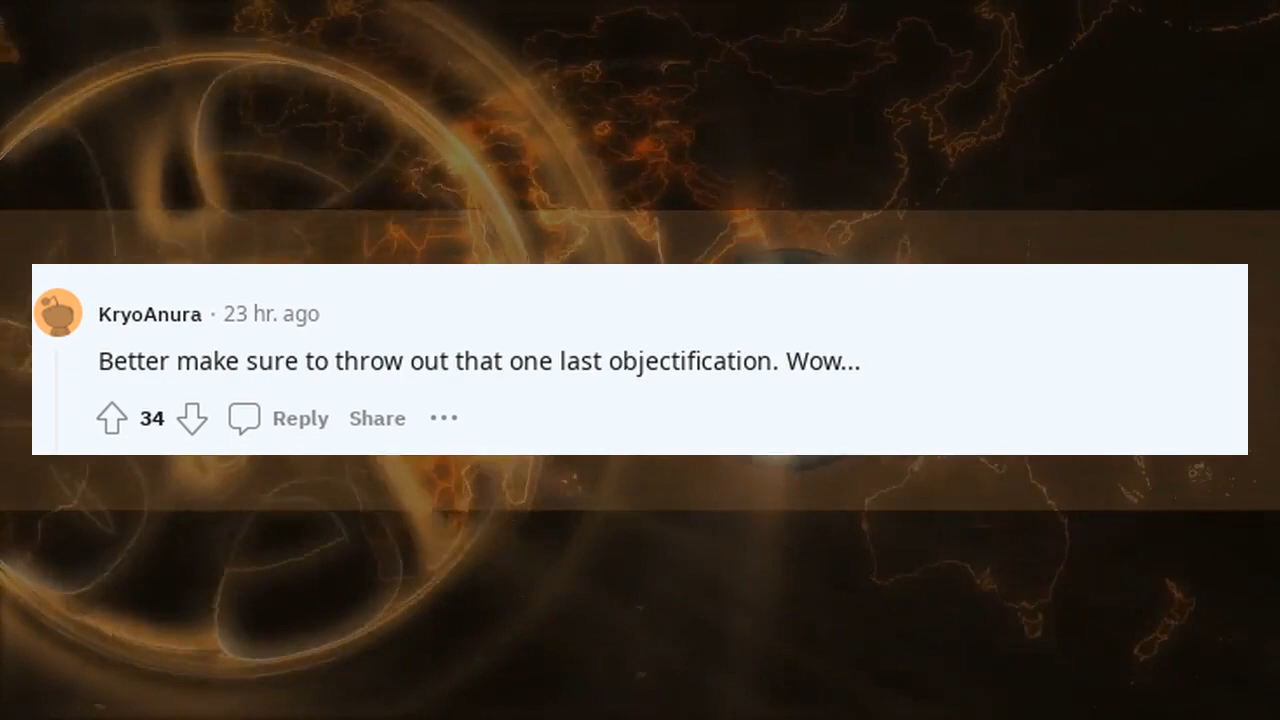 KryoAnura · 23 hr. ago
Better make sure to throw out that one last objectification. Wow...
34 Reply Share ···